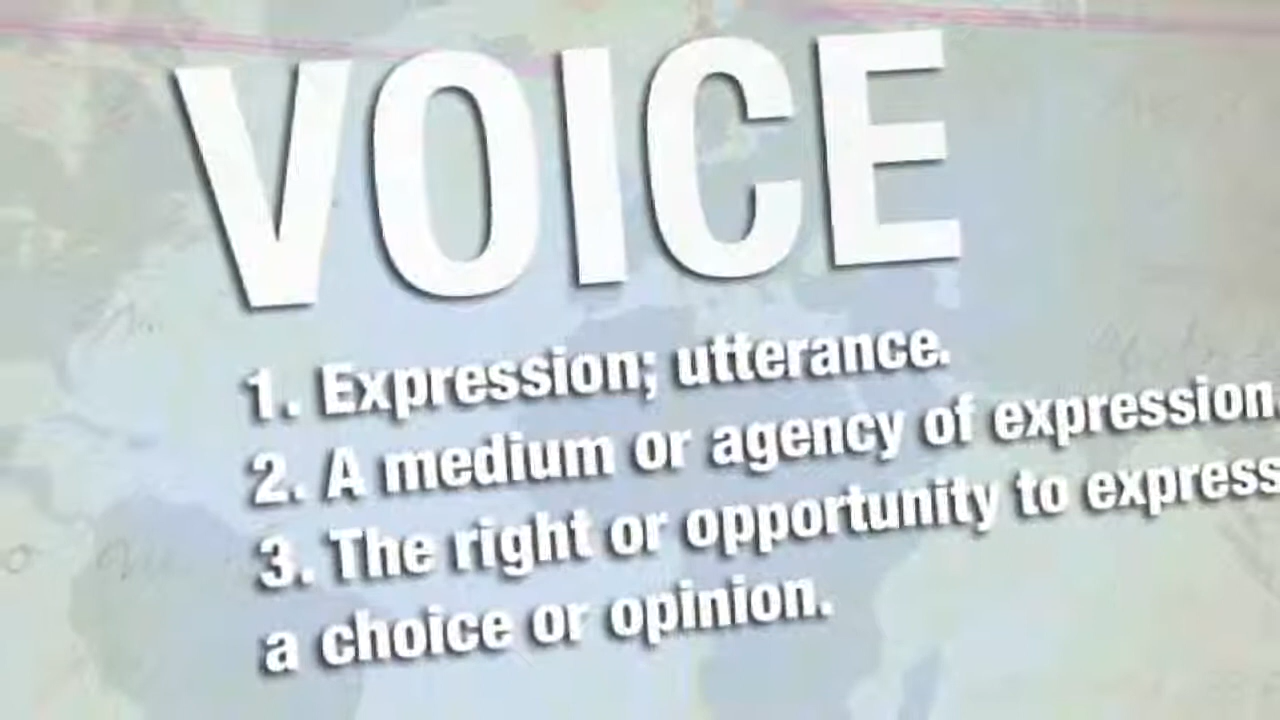 VOICE
1. Expression; utterance.
2. A medium or agency of expression.
3. The right or opportunity to express
a choice or opinion.